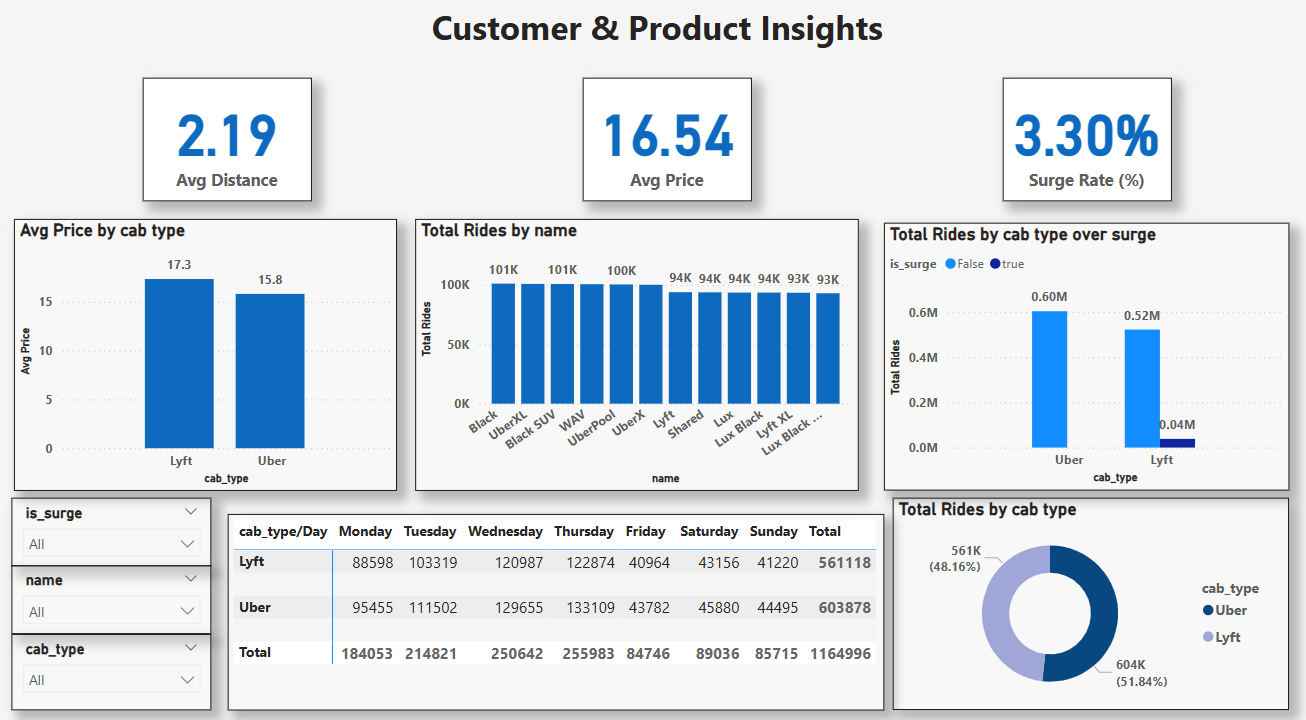 Customer & Product Insights
2.19
Avg Distance
16.54
Avg Price
3.30%
Surge Rate (%)
Avg Price by cab type
17.3
15.8
15
10
5
0
Avg Price
Lyft
Uber
cab_type
Total Rides by name
101K
101K
100K
94K 94K 94K 94K 93K 93K
100K
50K
0K
Total Rides
Black
UberXL
Black SUV
WAV
UberPool
UberX
Lyft
Shared
Lux
Lux Black
Lyft XL
Lux Black ...
name
Total Rides by cab type over surge
is_surge False true
0.60M
0.52M
0.04M
0.6M
0.4M
0.2M
0.0M
Total Rides
Uber
Lyft
cab_type
is_surge
All
name
All
cab_type
All
cab_type/Day Monday Tuesday Wednesday Thursday Friday Saturday Sunday Total
Lyft 88598 103319 120987 122874 40964 43156 41220 561118
Uber 95455 111502 129655 133109 43782 45880 44495 603878
Total 184053 214821 250642 255983 84746 89036 85715 1164996
Total Rides by cab type
561K
(48.16%)
604K
(51.84%)
cab_type
Uber
Lyft